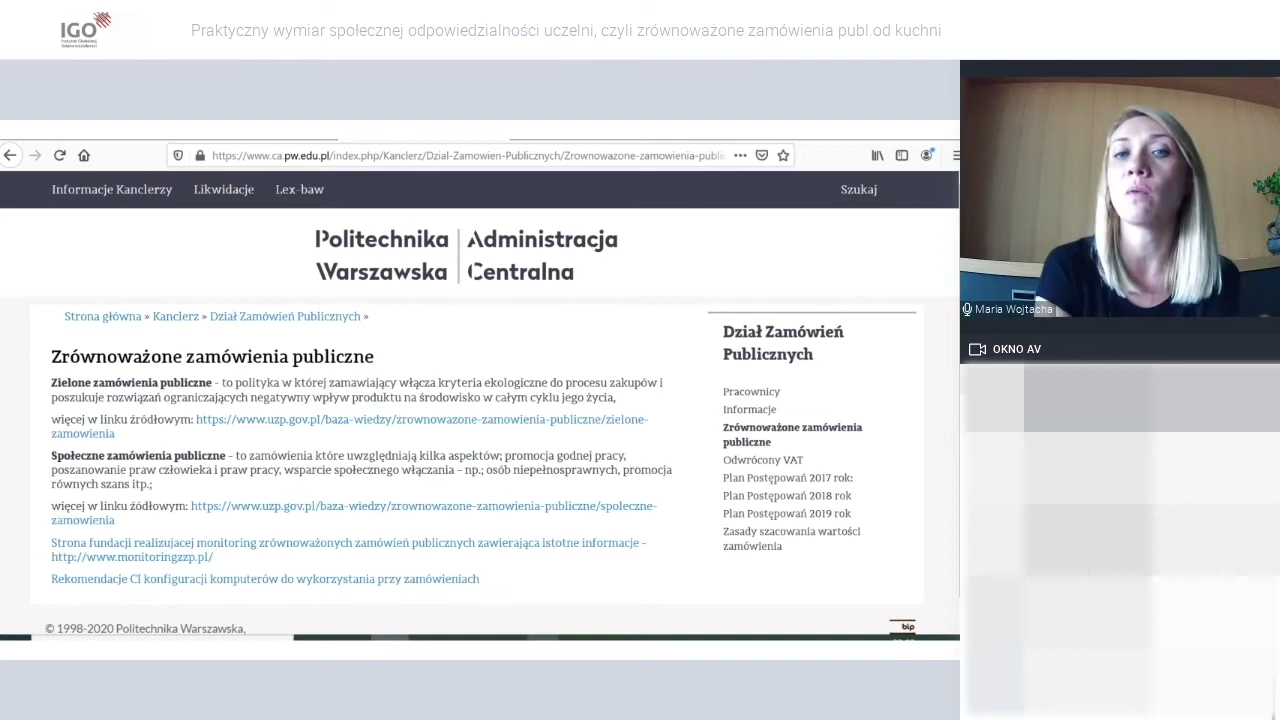 IGO
Instytut Globalnej
Odpowiedzialności
Praktyczny wymiar społecznej odpowiedzialności uczelni, czyli zrównoważone zamówienia publ.od kuchni
https://www.ca.pw.edu.pl/index.php/Kanclerz/Dzial-Zamowien-Publicznych/Zrownowazone-zamowienia-public
Informacje Kanclerzy Likwidacje Lex-baw Szukaj
Politechnika Administracja
Warszawska Centralna
Strona główna » Kanclerz » Dział Zamówień Publicznych »
Zrównoważone zamówienia publiczne
Zielone zamówienia publiczne - to polityka w której zamawiający włącza kryteria ekologiczne do procesu zakupów i
poszukuje rozwiązań ograniczających negatywny wpływ produktu na środowisko w całym cyklu jego życia,
więcej w linku źródłowym: https://www.uzp.gov.pl/baza-wiedzy/zrownowazone-zamowienia-publiczne/zielone-
zamowienia
Społeczne zamówienia publiczne - to zamówienia które uwzględniają kilka aspektów; promocja godnej pracy,
poszanowanie praw człowieka i praw pracy, wsparcie społecznego włączania – np.; osób niepełnosprawnych, promocja
równych szans itp.;
więcej w linku źódłowym: https://www.uzp.gov.pl/baza-wiedzy/zrownowazone-zamowienia-publiczne/spoleczne-
zamowienia
Strona fundacji realizujacej monitoring zrównoważonych zamówień publicznych zawierająca istotne informacje -
http://www.monitoringzzp.pl/
Rekomendacje CI konfiguracji komputerów do wykorzystania przy zamówieniach
© 1998-2020 Politechnika Warszawska,
Dział Zamówień
Publicznych
Pracownicy
Informacje
Zrównoważone zamówienia
publiczne
Odwrócony VAT
Plan Postępowań 2017 rok:
Plan Postępowań 2018 rok
Plan Postępowań 2019 rok
Zasady szacowania wartości
zamówienia
bip
Maria Wojtacha
OKNO AV